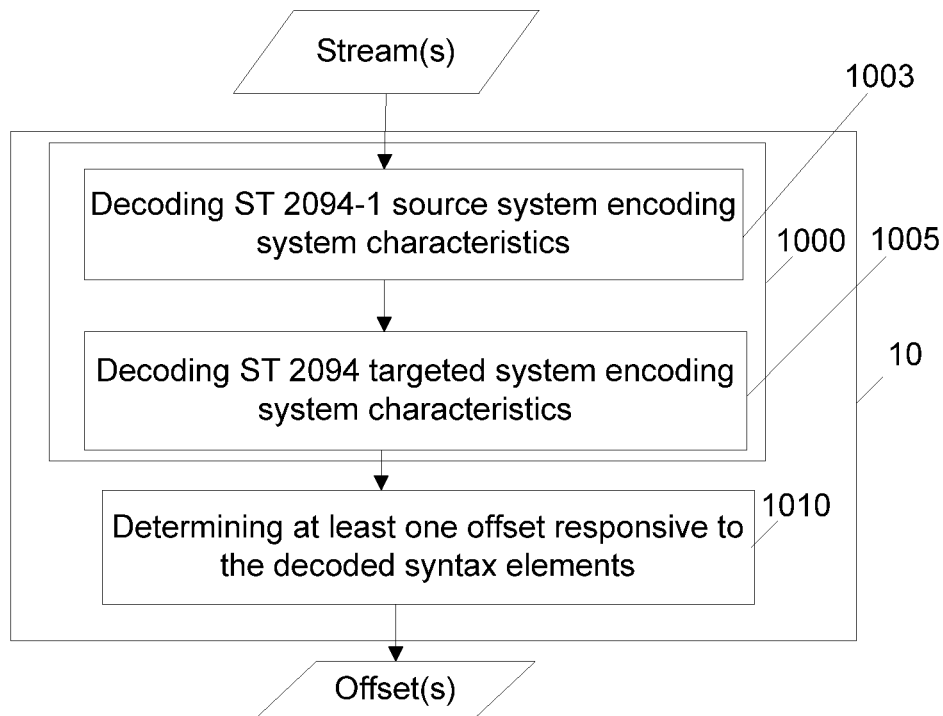 Stream(s)
1003
Decoding ST 2094-1 source system encoding
system characteristics
1000
1005
Decoding ST 2094 targeted system encoding
system characteristics
10
Determining at least one offset responsive to
the decoded syntax elements
1010
Offset(s)